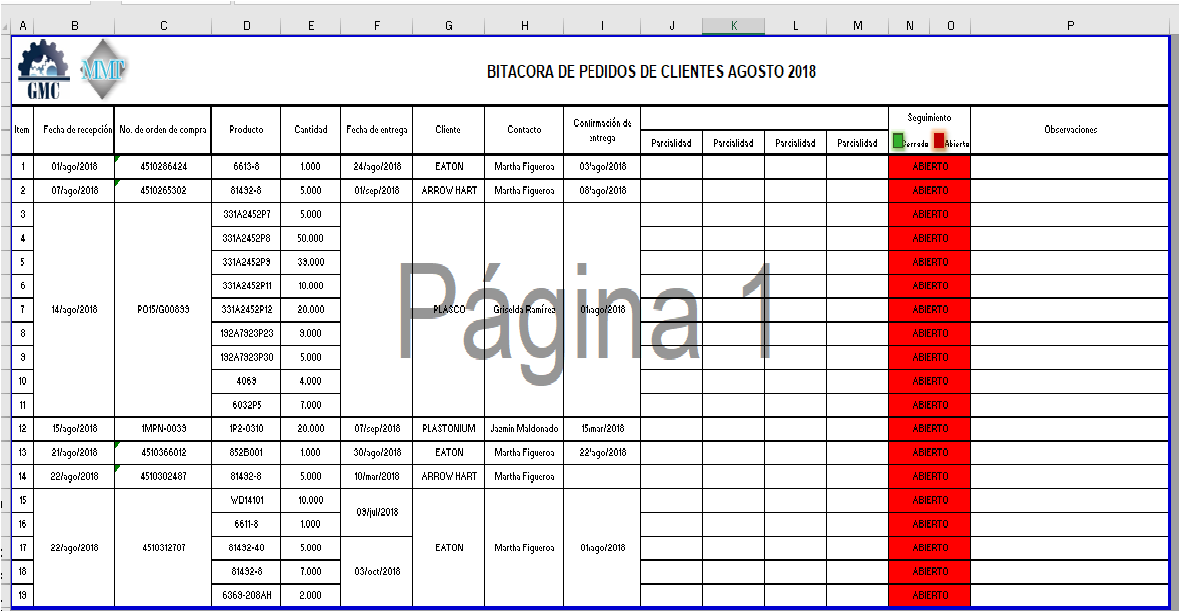 A B C D E F G H I J K L M N O P
GMC MMF
BITACORA DE PEDIDOS DE CLIENTES AGOSTO 2018
Item Fecha de recepción No. de orden de compra Producto Cantidad Fecha de entrega Cliente Contacto Confirmación de entrega Parcialidad Parcialidad Parcialidad Parcialidad Seguimiento Cerrado Abierto Observaciones
1 01/ago/2018 4510286424 6613-8 1.000 24/ago/2018 EATON Martha Figueroa 03/ago/2018 ABIERTO
2 07/ago/2018 4510265302 81492-8 5.000 01/sep/2018 ARROW HART Martha Figueroa 08/ago/2018 ABIERTO
3 331A2452P7 5.000 ABIERTO
4 331A2452P8 50.000 ABIERTO
5 331A2452P9 39.000 ABIERTO
6 331A2452P11 10.000 ABIERTO
7 14/ago/2018 PO15/G00899 331A2452P12 20.000 PLASCO Griselda Ramírez 01/ago/2018 ABIERTO
8 192A7923P23 9.000 ABIERTO
9 192A7923P30 5.000 ABIERTO
10 4069 4.000 ABIERTO
11 6032P5 7.000 ABIERTO
Página 1
12 15/ago/2018 1MPN-0039 1P2-0310 20.000 07/sep/2018 PLASTONIUM Jazmín Maldonado 15/mar/2018 ABIERTO
13 21/ago/2018 4510366012 852B001 1.000 30/ago/2018 EATON Martha Figueroa 22/ago/2018 ABIERTO
14 22/ago/2018 4510302487 81492-8 5.000 10/mar/2018 ARROW HART Martha Figueroa ABIERTO
15 WD14101 10.000 09/jul/2018 ABIERTO
16 6611-8 1.000 ABIERTO
17 22/ago/2018 4510312707 81492-40 5.000 EATON Martha Figueroa 01/ago/2018 ABIERTO
18 81492-8 7.000 03/oct/2018 ABIERTO
19 6369-208AH 2.000 ABIERTO